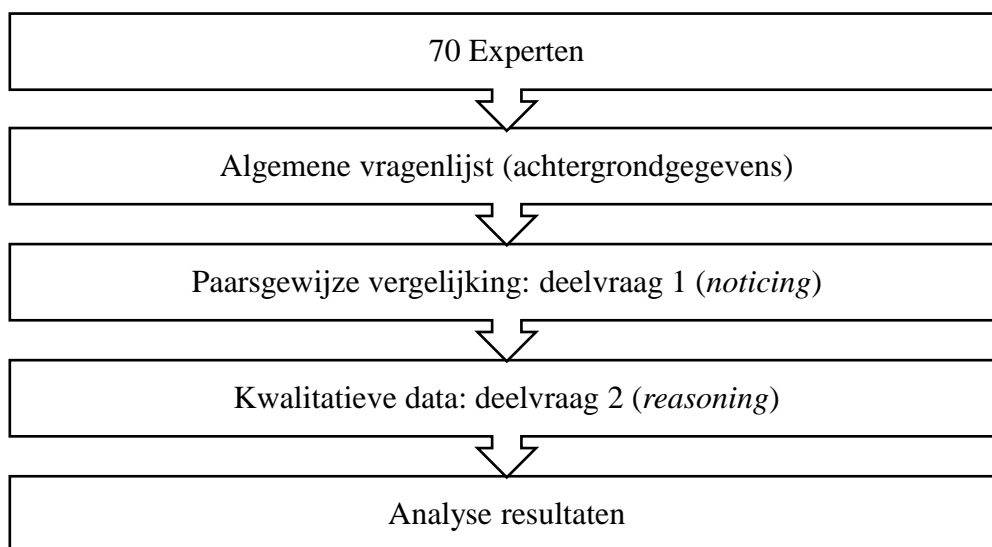 70 Experten
Algemene vragenlijst (achtergrondgegevens)
Paarsgewijze vergelijking: deelvraag 1 (noticing)
Kwalitatieve data: deelvraag 2 (reasoning)
Analyse resultaten